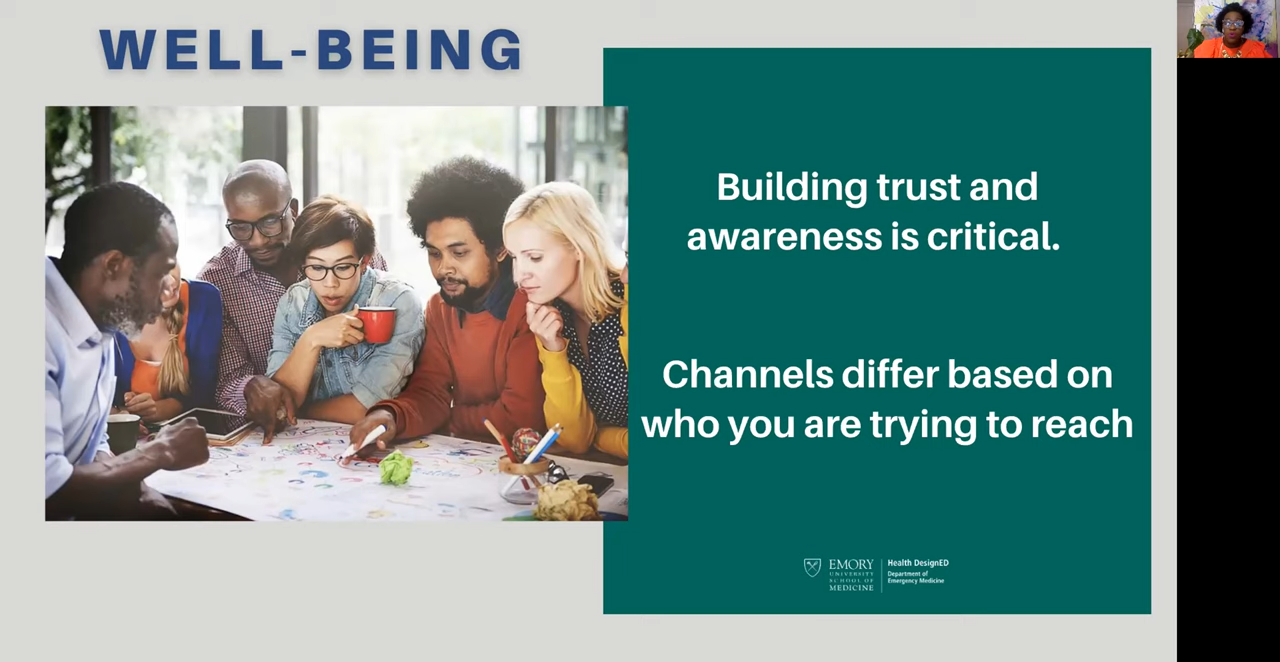 WELL-BEING
Building trust and
awareness is critical.
Channels differ based on
who you are trying to reach
EMORY
UNIVERSITY
SCHOOL OF
MEDICINE
Health DesignED
Department of
Emergency Medicine